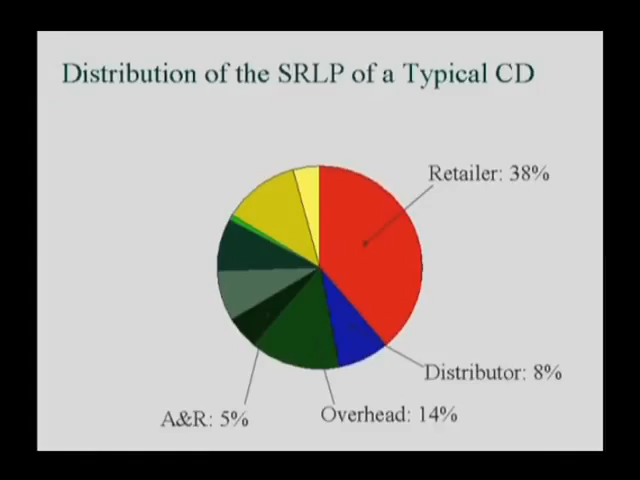 Distribution of the SRLP of a Typical CD
Retailer: 38%
Distributor: 8%
Overhead: 14%
A&R: 5%